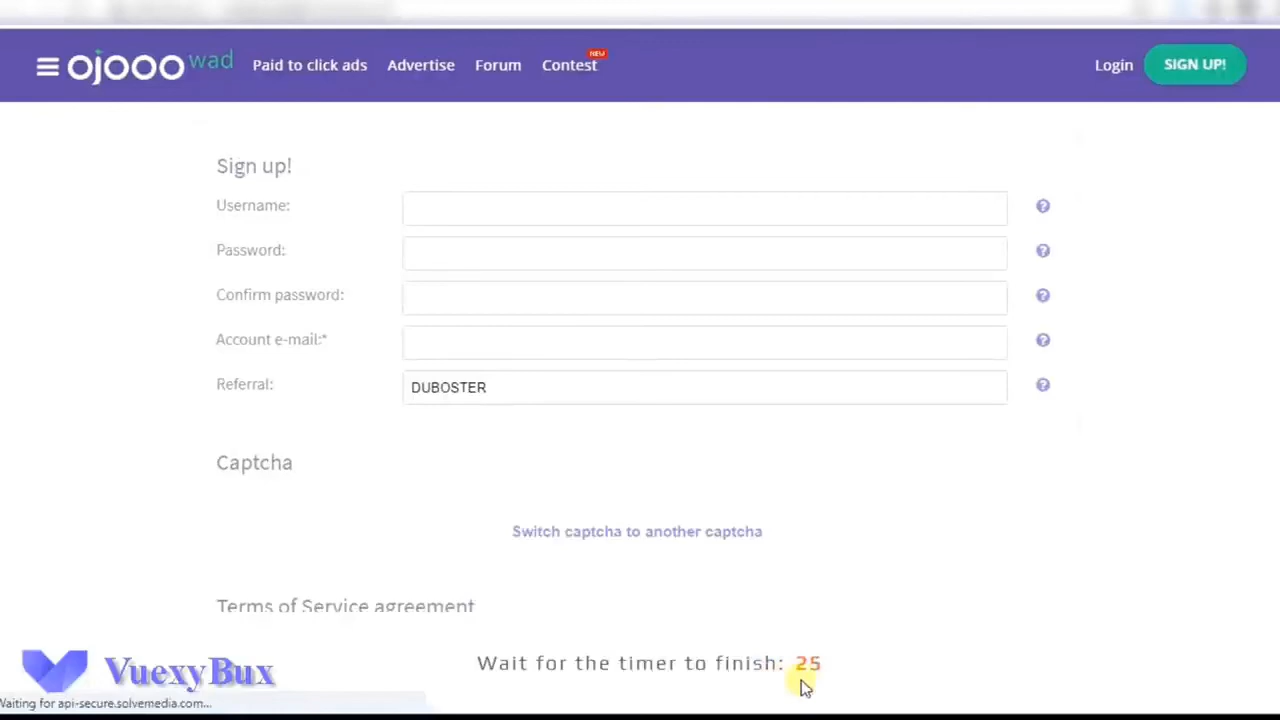 ojooo wad Paid to click ads Advertise Forum Contest NEW Login SIGN UP!
Sign up!
Username:
Password:
Confirm password:
Account e-mail:*
Referral: DUBOSTER
Captcha
Switch captcha to another captcha
Terms of Service agreement
VuexyBux Wait for the timer to finish: 25
Waiting for api-secure.solvemedia.com...